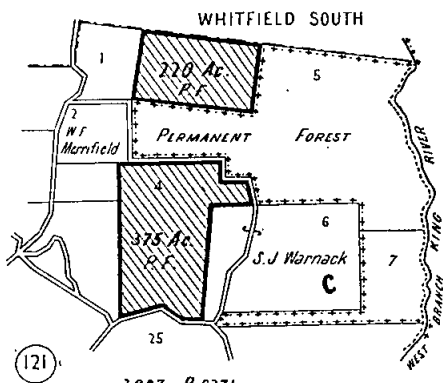 WHITFIELD SOUTH
1
220 Ac.
P.F.
5
2
W.F.
Merrifield
PERMANENT FOREST
4
375 Ac.
P.F.
6
S.J Warnack
C
7
WEST BRANCH KING RIVER
25
121